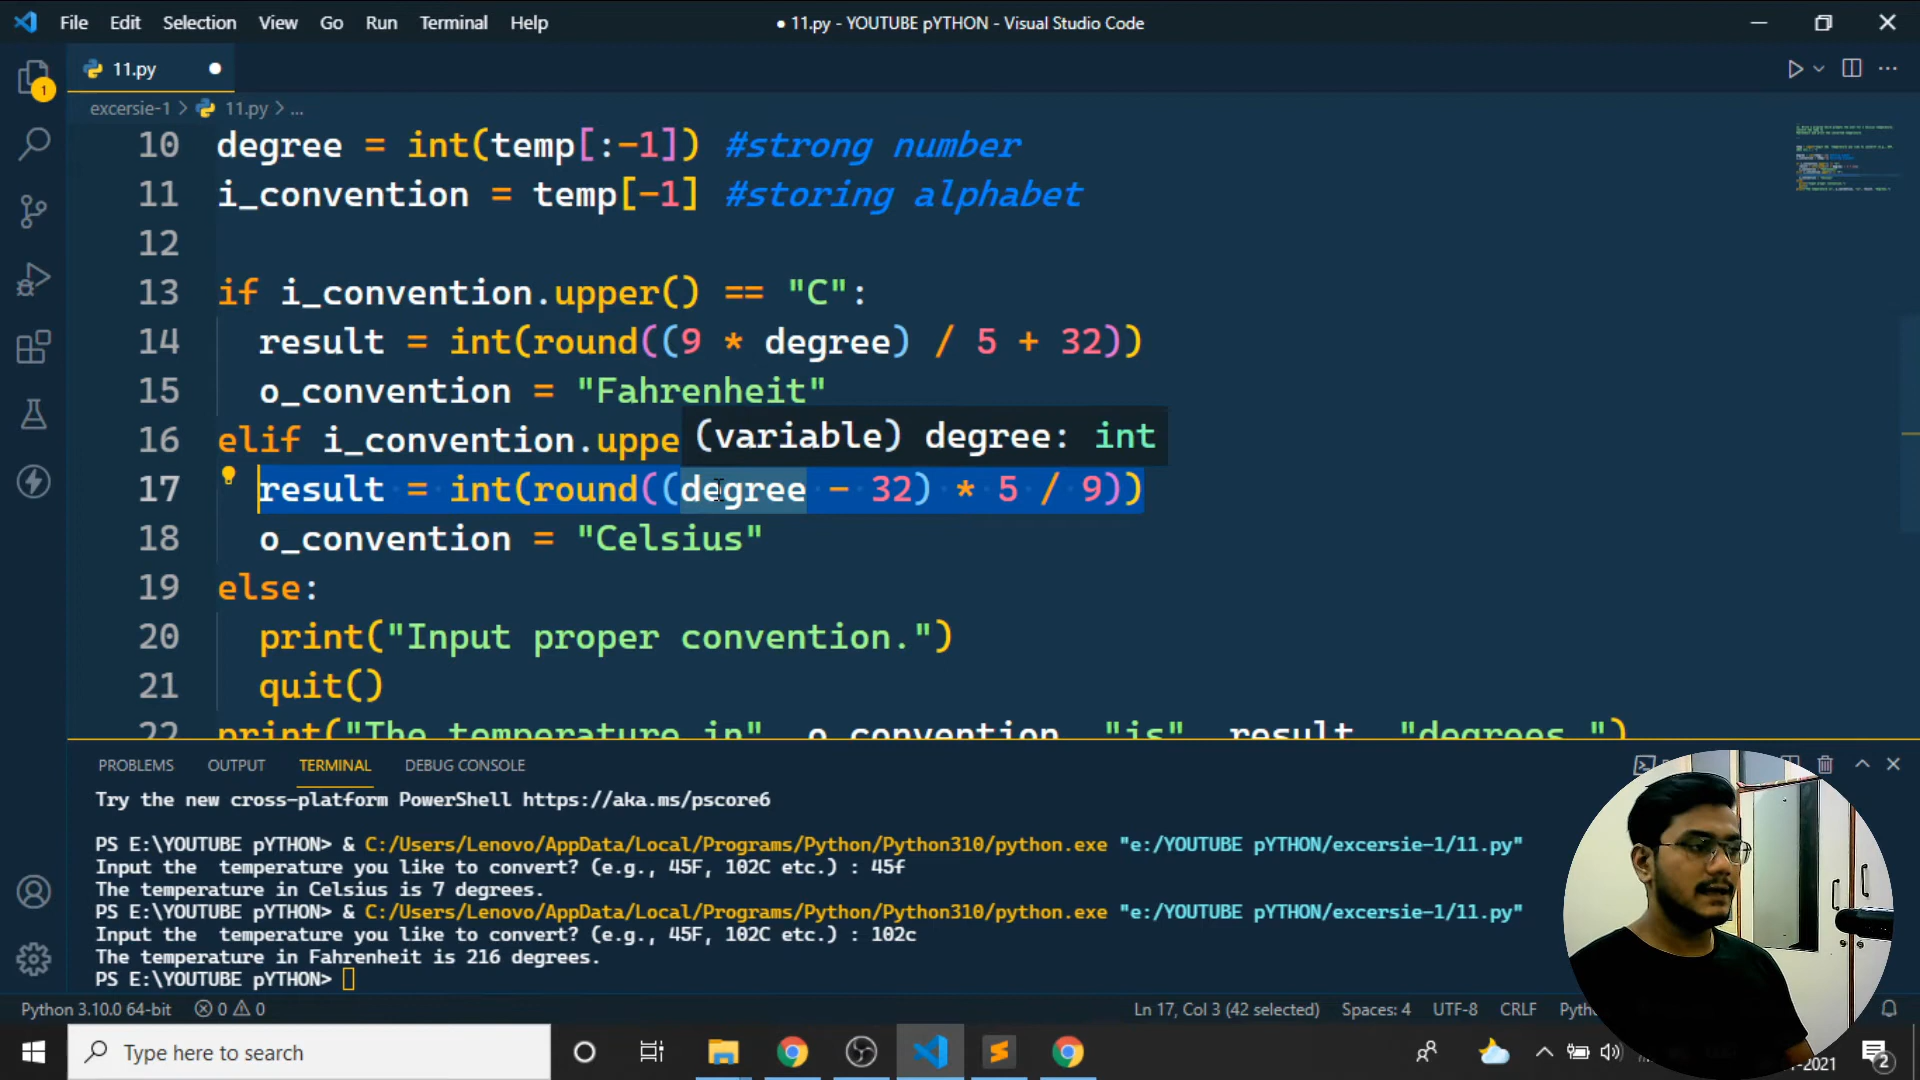 File Edit Selection View Go Run Terminal Help
● 11.py - YOUTUBE pYTHON - Visual Studio Code
11.py
1
excersie-1 > 11.py > ...
10 degree = int(temp[:-1]) #strong number
11 i_convention = temp[-1] #storing alphabet
12
13 if i_convention.upper() == "C":
14 result = int(round((9 * degree) / 5 + 32))
15 o_convention = "Fahrenheit"
(variable) degree: int
16 elif i_convention.uppe
17 result = int(round((degree - 32) * 5 / 9))
18 o_convention = "Celsius"
19 else:
20 print("Input proper convention.")
21 quit()
22 print("The temperature in", o_convention, "is", result, "degrees.")
PROBLEMS OUTPUT TERMINAL DEBUG CONSOLE
Try the new cross-platform PowerShell https://aka.ms/pscore6
PS E:\YOUTUBE pYTHON> & C:/Users/Lenovo/AppData/Local/Programs/Python/Python310/python.exe "e:/YOUTUBE pYTHON/excersie-1/11.py"
Input the  temperature you like to convert? (e.g., 45F, 102C etc.) : 45f
The temperature in Celsius is 7 degrees.
PS E:\YOUTUBE pYTHON> & C:/Users/Lenovo/AppData/Local/Programs/Python/Python310/python.exe "e:/YOUTUBE pYTHON/excersie-1/11.py"
Input the  temperature you like to convert? (e.g., 45F, 102C etc.) : 102c
The temperature in Fahrenheit is 216 degrees.
PS E:\YOUTUBE pYTHON>
Python 3.10.0 64-bit 0 0 Ln 17, Col 3 (42 selected) Spaces: 4 UTF-8 CRLF Pyth
Type here to search
2021
2